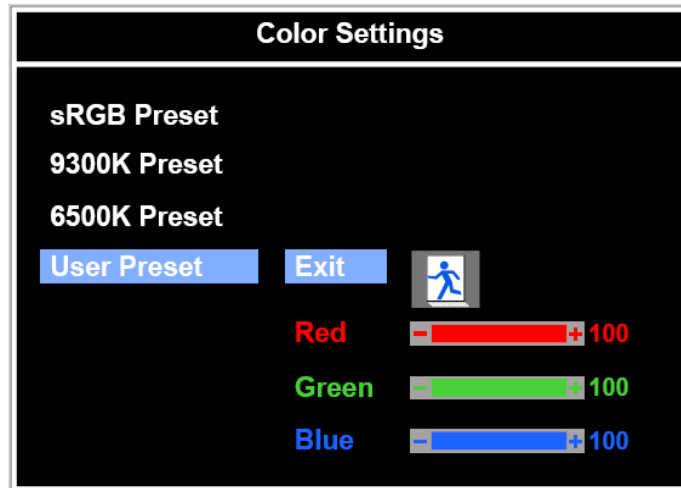 Color Settings
sRGB Preset
9300K Preset
6500K Preset
User Preset Exit
Red - + 100
Green - + 100
Blue - + 100